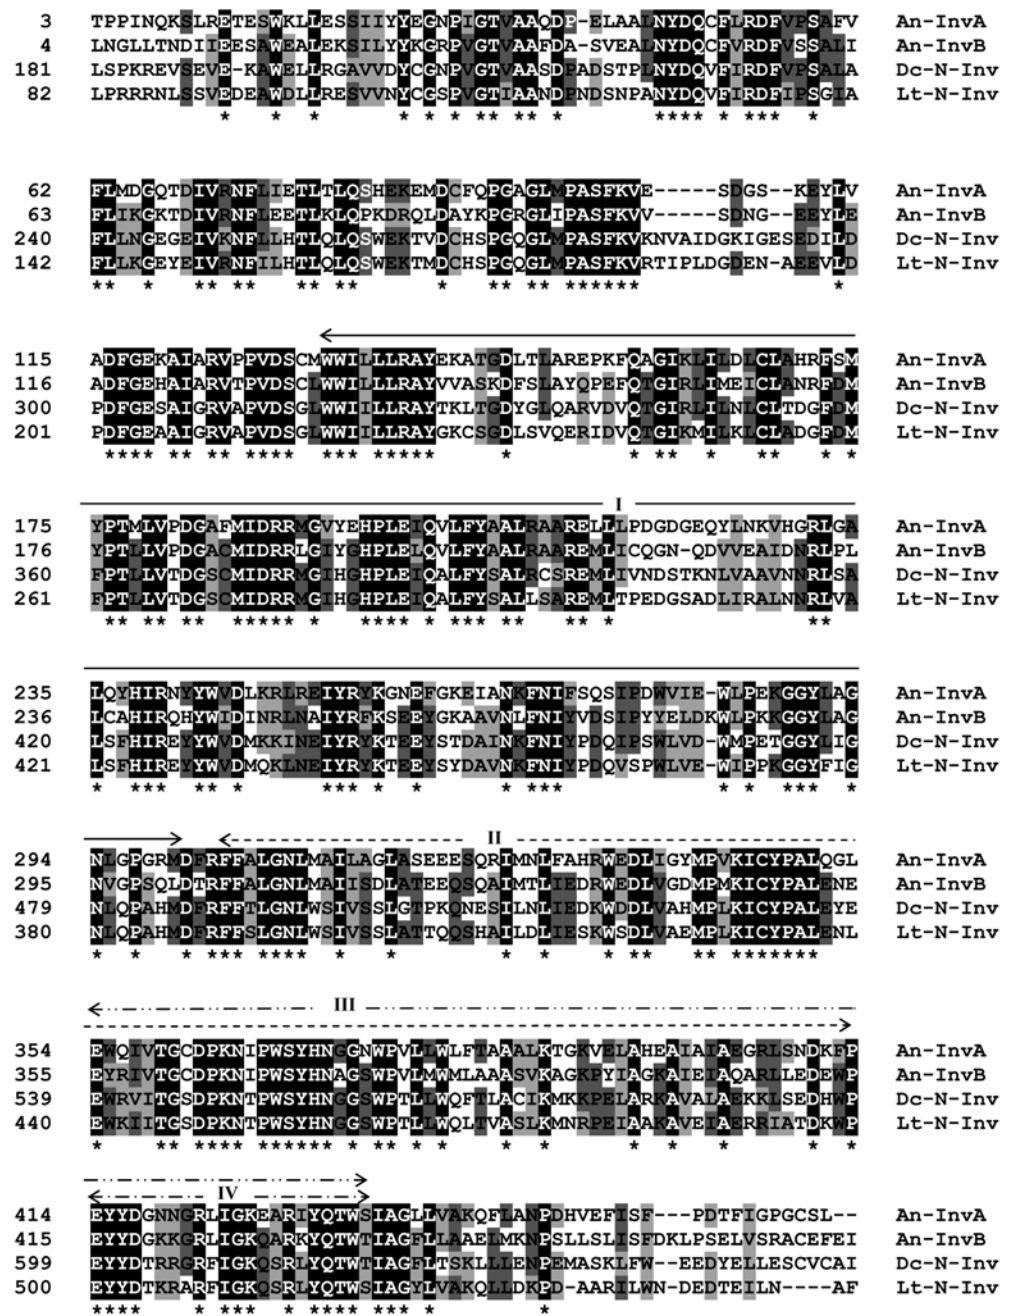 3 TPPINQKSLRETESWKLLESSIIYYEGNPIGTVAAQDP-ELAALNYDQCFLRDFVPSAFV An-InvA
4 LNGLLTNDIIEESAWEALEKSILYYKGRPVGTVAAFDA-SVEALNYDQCFVRDFVSSALI An-InvB
181 LSPKREVSEVE-KAWELLRGAVVDYCGNPVGTVAASDPADSTPLNYDQVFIRDFVPSALA Dc-N-Inv
82 LPRRRNLSSVEDEAWDLLRESVVNYCGSPVGTIAANDPNDSNPANYDQVFIRDFIPSGIA Lt-N-Inv
* * * * * * ** ** * **** * *** *
62 FLMDGQTDIVRNFLIETLTLQSHEKEMDCFQPGAGLMPASFKVE-----SDGS--KEYLV An-InvA
63 FLIKGKTDIVRNFLEETLKLQPKDRQLDAYKPGRGLIPASFKVV-----SDNG--EEYLE An-InvB
240 FLLNGEGEIVKNFLLHTLQLQSWEKTVDCHSPGQGLMPASFKVKNVAIDGKIGESEDILD Dc-N-Inv
142 FLLKGEYEIVRNFILHTLQLQSWEKTMDCHSPGQGLMPASFKVRTIPLDGDEN-AEEVLD Lt-N-Inv
** * ** ** ** ** * ** ** ****** *
115 ADFGEKAIARVPPVDSCMWWILLLRAYEKATGDLTLAREPKFQAGIKLILDLCLAHRFSM An-InvA
116 ADFGEHAIARVTPVDSCLWWILLLRAYVVASKDFSLAYQPEFQTGIRLIMEICLANRFDM An-InvB
300 PDFGESAIGRVAPVDSGLWWIILLRAYTKLTGDYGLQARVDVQTGIRLILNLCLTDGFDM Dc-N-Inv
201 PDFGEAAIGRVAPVDSGLWWIILLRAYGKCSGDLSVQERIDVQTGIKMILKLCLADGFDM Lt-N-Inv
**** ** ** **** *** ***** * * ** * ** * *
I
175 YPTMLVPDGAFMIDRRMGVYEHPLEIQVLFYAALRAARELLLPDGDGEQYLNKVHGRLGA An-InvA
176 YPTLLVPDGACMIDRRLGIYGHPLELQVLFYAALRAAREMLICQGN-QDVVEAIDNRLPL An-InvB
360 FPTLLVTDGSCMIDRRMGIHGHPLEIQALFYSALRCSREMLIVNDSTKNLVAAVNNRLSA Dc-N-Inv
261 FPTLLVTDGSCMIDRRMGIHGHPLEIQALFYSALLSAREMLTPEDGSADLIRALNNRLVA Lt-N-Inv
** ** ** ***** * **** * *** ** ** * **
235 LQYHIRNYYWVDLKRLREIYRYKGNEFGKEIANKFNIFSQSIPDWVIE-WLPEKGGYLAG An-InvA
236 LCAHIRQHYWIDINRLNAIYRFKSEEYGKAAVNLFNIYVDSIPYYELDKWLPKKGGYLAG An-InvB
420 LSFHIREYYWVDMKKINEIYRYKTEEYSTDAINKFNIYPDQIPSWLVD-WMPETGGYLIG Dc-N-Inv
421 LSFHIREYYWVDMQKLNEIYRYKTEEYSYDAVNKFNIYPDQVSPWLVE-WIPPKGGYFIG Lt-N-Inv
* *** ** * *** * * * *** * * *** *
II
294 NLGPGRMDFRFFALGNLMAILAGLASEEESQRIMNLFAHRWEDLIGYMPVKICYPALQGL An-InvA
295 NVGPSQLDTRFFALGNLMAIISDLATEEQSQAIMTLIEDRWEDLVGDMPMKICYPALENE An-InvB
479 NLQPAHMDFRFFTLGNLWSIVSSLGTPKQNESILNLIEDKWDDLVAHMPLKICYPALEYE Dc-N-Inv
380 NLQPAHMDFRFFSLGNLWSIVSSLATTQQSHAILDLIESKWSDLVAEMPLKICYPALENL Lt-N-Inv
* * * *** **** * * * * * ** ** *******
III
354 EWQIVTGCDPKNIPWSYHNGGNWPVLLWLFTAAALKTGKVELAHEAIAIAEGRLSNDKFP An-InvA
355 EYRIVTGCDPKNIPWSYHNAGSWPVLMWMLAAASVKAGKPYIAGKAIEIAQARLLEDEWP An-InvB
539 EWRVITGSDPKNTPWSYHNGGSWPTLLWQFTLACIKMKKPELARKAVALAEKKLSEDHWP Dc-N-Inv
440 EWKIITGSDPKNTPWSYHNGGSWPTLLWQLTVASLKMNRPEIAAKAVEIAERRIATDKWP Lt-N-Inv
* ** **** ****** * ** * * * * * * * * *
IV
414 EYYDGNNGRLIGKEARIYQTWSIAGLLVAKQFLANPDHVEFISF---PDTFIGPGCSL-- An-InvA
415 EYYDGKKGRLIGKQARKYQTWTIAGFLLAAELMKNPSLLSLISFDKLPSELVSRACEFEI An-InvB
599 EYYDTRRGRFIGKQSRLYQTWTIAGFLTSKLLLENPEMASKLFW---EEDYELLESCVCAI Dc-N-Inv
500 EYYDTKRARFIGKQSRLYQTWSIAGYLVAKQLLDKPD-AARILWN-DEDTEILN----AF Lt-N-Inv
**** * *** * **** *** * *